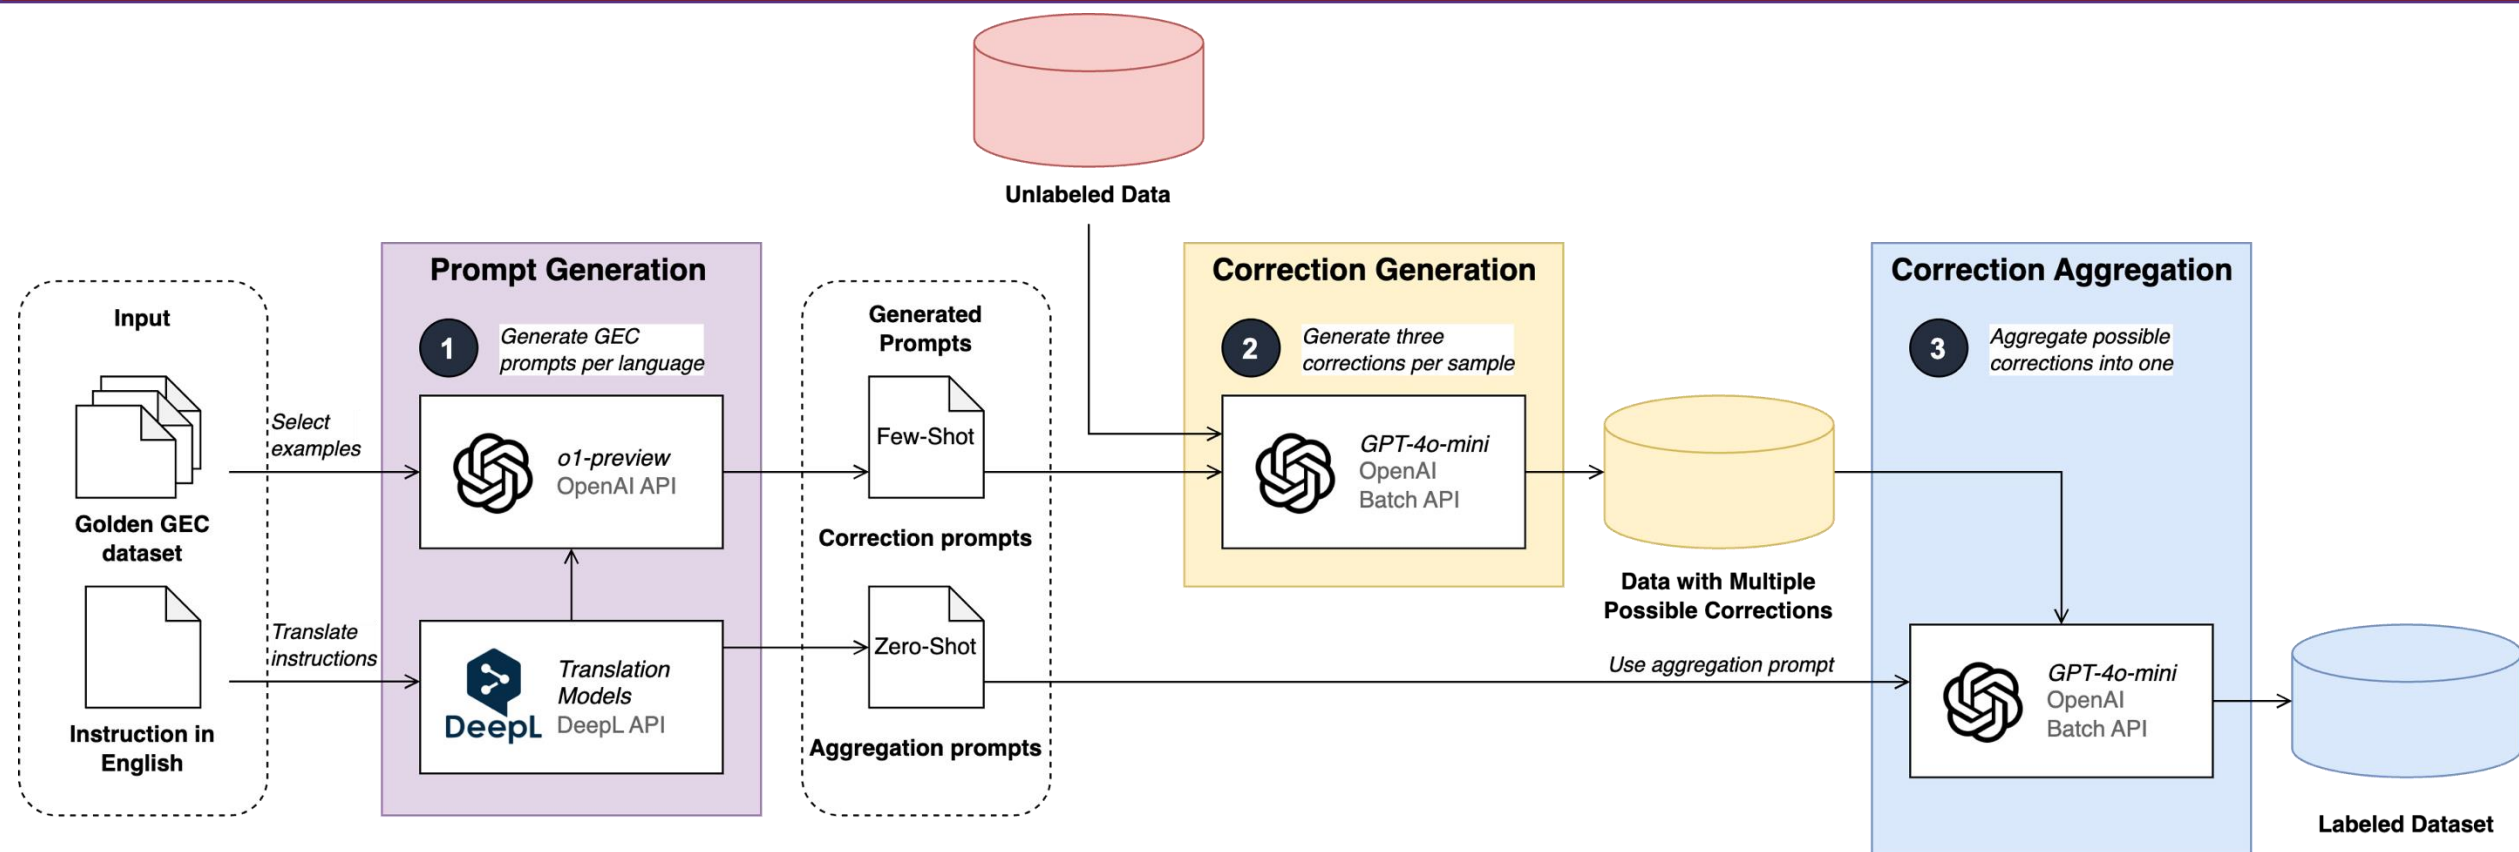 Unlabeled Data
Input
Golden GEC
dataset
Instruction in
English
Select
examples
Translate
instructions
Prompt Generation
1
Generate GEC
prompts per language
o1-preview
OpenAI API
DeepL
Translation
Models
DeepL API
Generated
Prompts
Few-Shot
Correction prompts
Zero-Shot
Aggregation prompts
Correction Generation
2
Generate three
corrections per sample
GPT-4o-mini
OpenAI
Batch API
Data with Multiple
Possible Corrections
Use aggregation prompt
Correction Aggregation
3
Aggregate possible
corrections into one
GPT-4o-mini
OpenAI
Batch API
Labeled Dataset